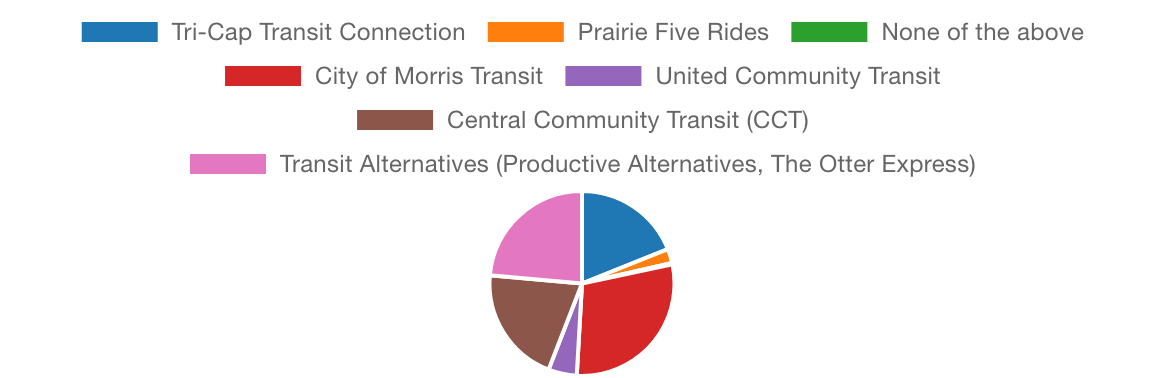 Tri-Cap Transit Connection Prairie Five Rides None of the above
City of Morris Transit United Community Transit
Central Community Transit (CCT)
Transit Alternatives (Productive Alternatives, The Otter Express)